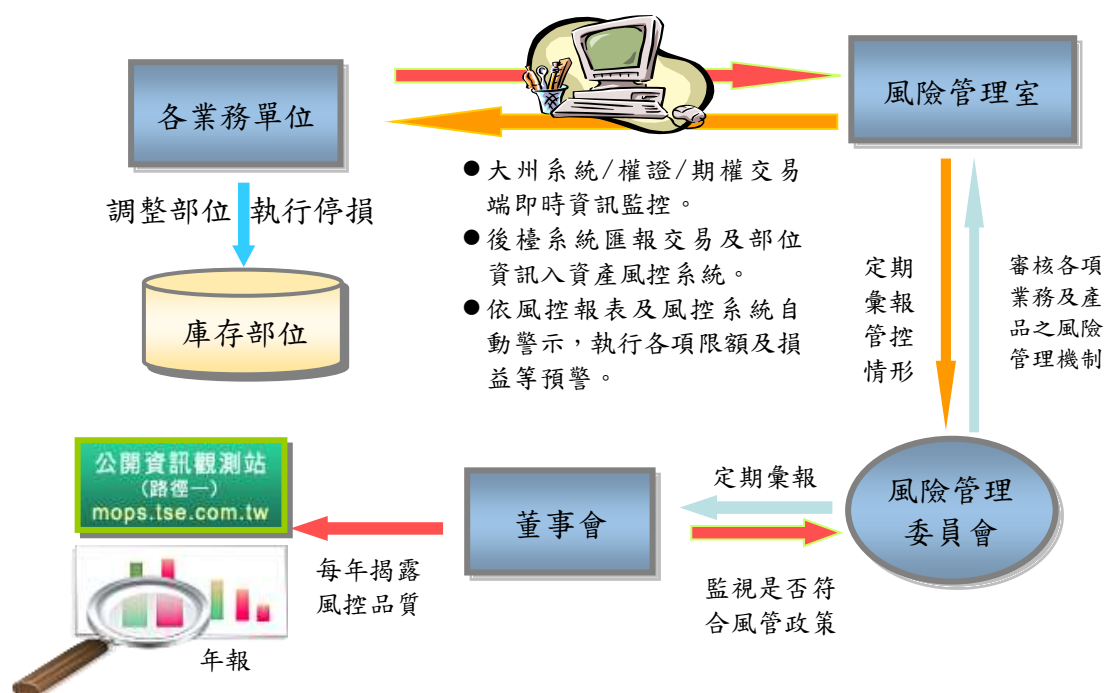 各業務單位
風險管理室
調整部位 執行停損
庫存部位
●大州系統/權證/期權交易
端即時資訊監控。
●後檯系統匯報交易及部位
資訊入資產風控系統。
●依風控報表及風控系統自
動警示，執行各項限額及損
益等預警。
定期
彙報
管控
情形
審核各項
業務及產
品之風險
管理機制
公開資訊觀測站
(路徑一)
mops.tse.com.tw
每年揭露
風控品質
年報
董事會
定期彙報
監視是否符
合風管政策
風險管理
委員會